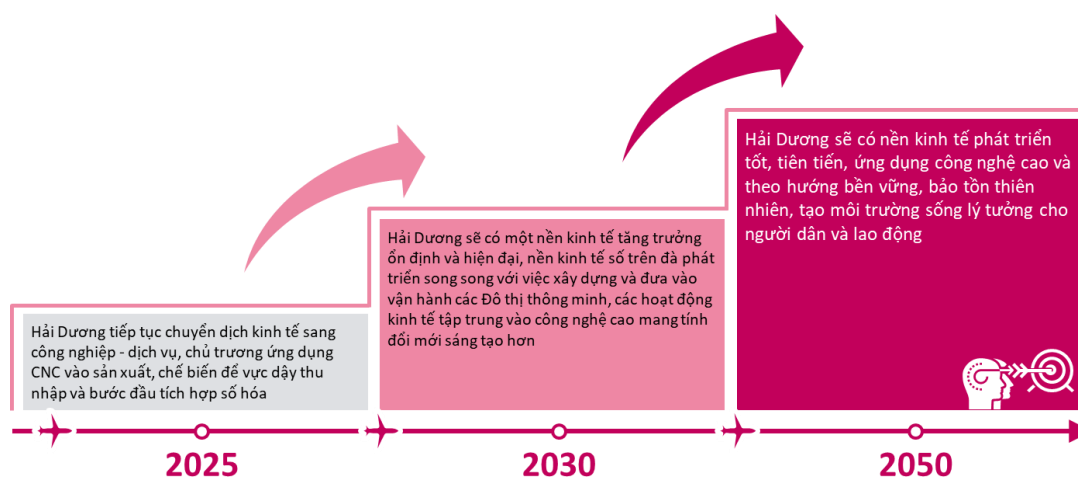 Hải Dương tiếp tục chuyển dịch kinh tế sang
công nghiệp - dịch vụ, chủ trương ứng dụng
CNC vào sản xuất, chế biến để vực dậy thu
nhập và bước đầu tích hợp số hóa
Hải Dương sẽ có một nền kinh tế tăng trưởng
ổn định và hiện đại, nền kinh tế số trên đà phát
triển song song với việc xây dựng và đưa vào
vận hành các Đô thị thông minh, các hoạt động
kinh tế tập trung vào công nghệ cao mang tính
đổi mới sáng tạo hơn
Hải Dương sẽ có nền kinh tế phát triển
tốt, tiên tiến, ứng dụng công nghệ cao và
theo hướng bền vững, bảo tồn thiên
nhiên, tạo môi trường sống lý tưởng cho
người dân và lao động
2025
2030
2050